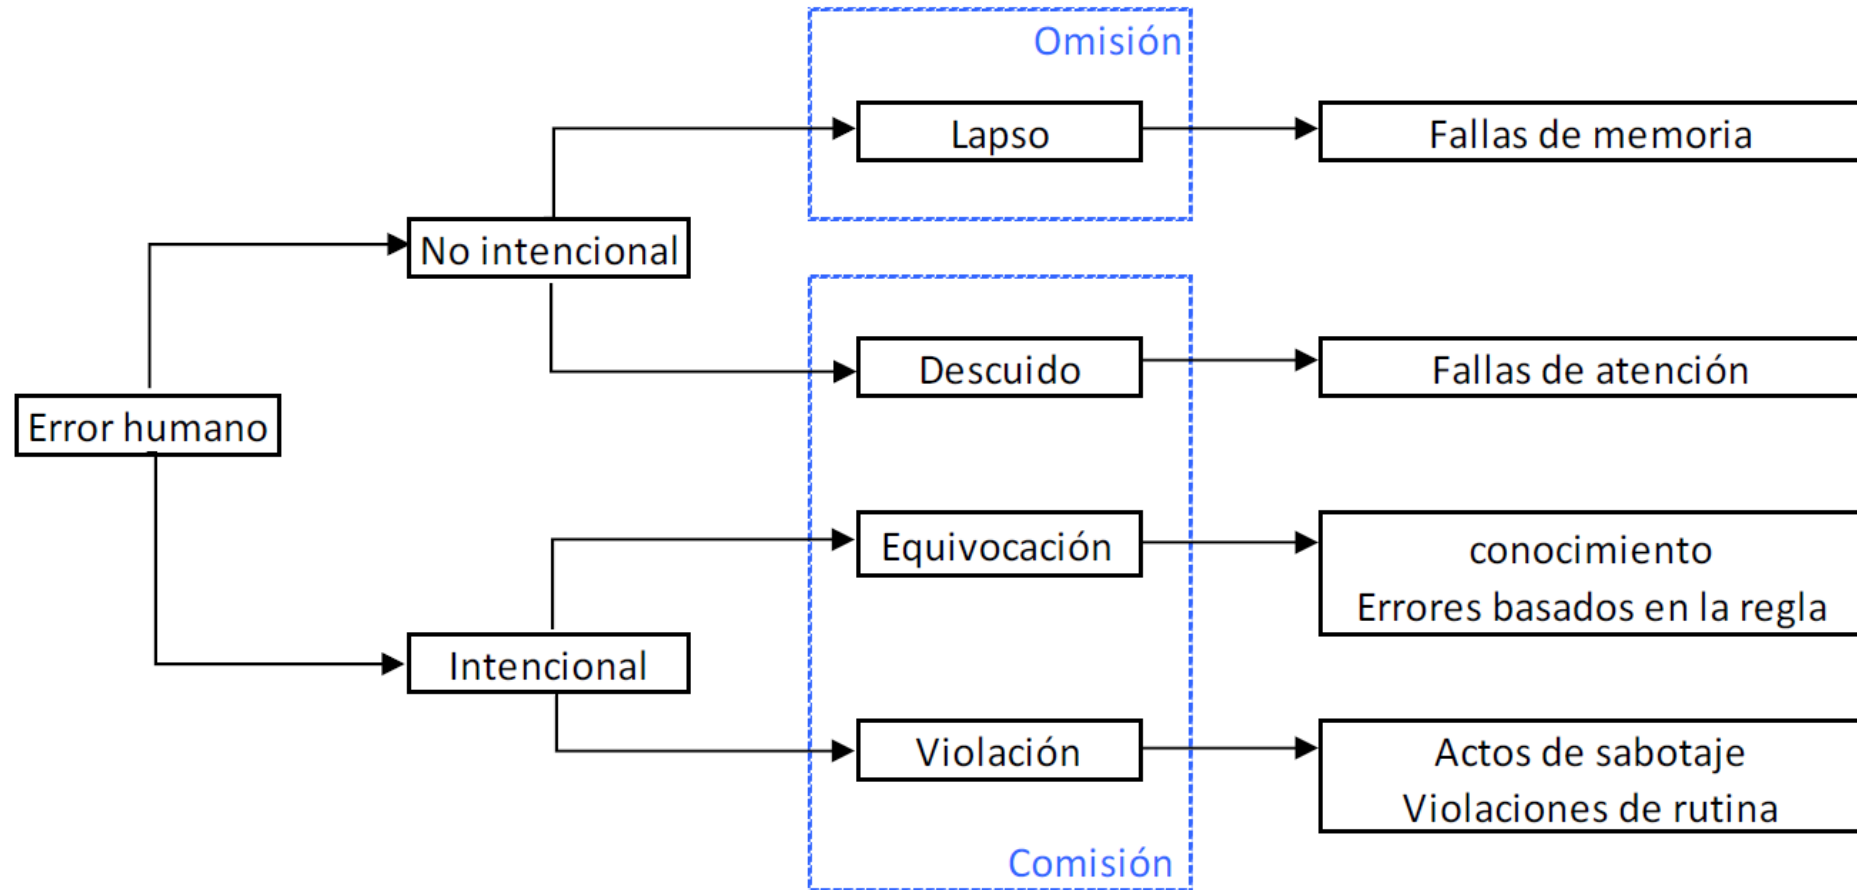 Omisión
Lapso
Fallas de memoria
No intencional
Descuido
Fallas de atención
Error humano
Equivocación
conocimiento
Errores basados en la regla
Intencional
Violación
Actos de sabotaje
Violaciones de rutina
Comisión